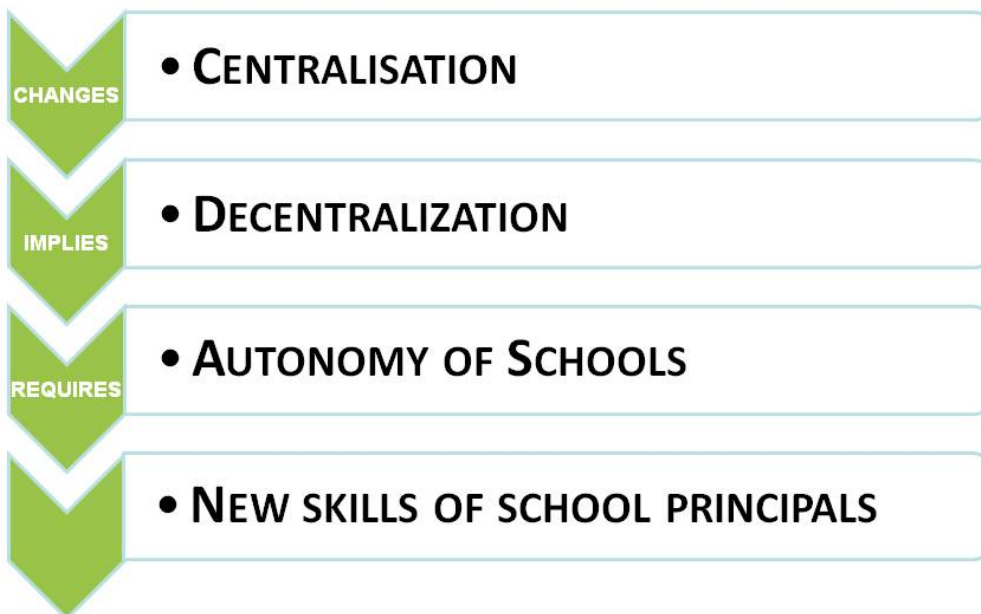 CHANGES
• CENTRALISATION
IMPLIES
• DECENTRALIZATION
REQUIRES
• AUTONOMY OF SCHOOLS
• NEW SKILLS OF SCHOOL PRINCIPALS